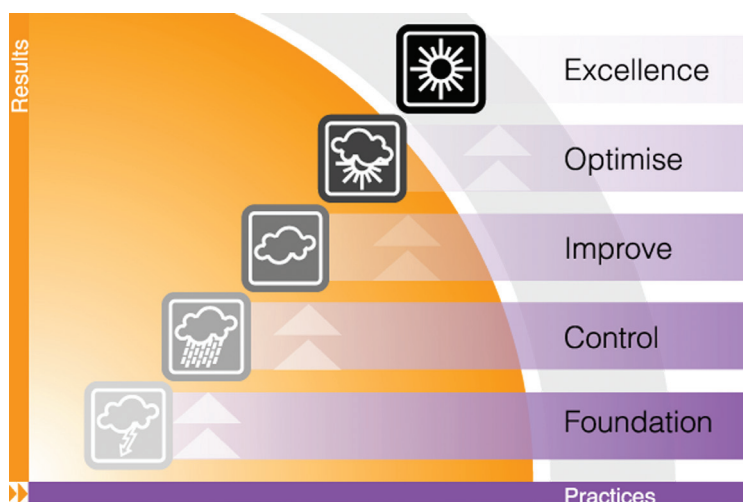 Results
Excellence
Optimise
Improve
Control
Foundation
Practices